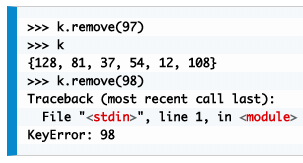 >>> k.remove(97)
>>> k
{128, 81, 37, 54, 12, 108}
>>> k.remove(98)
Traceback (most recent call last):
  File "<stdin>", line 1, in <module>
KeyError: 98